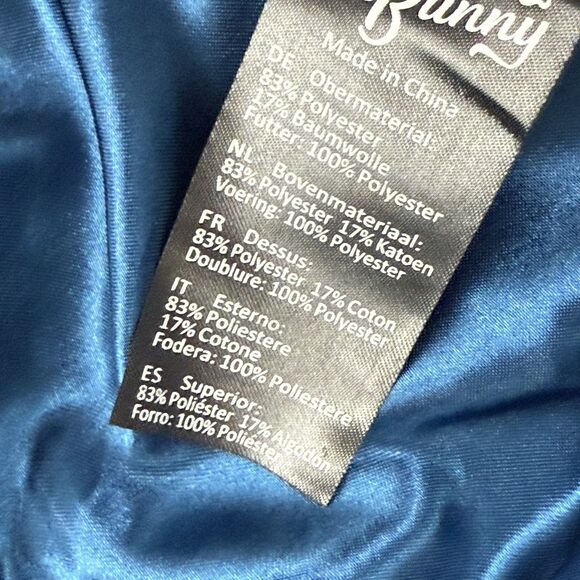 Bunny
Made in China
DE Obermaterial:
83% Polyester
17% Baumwolle
Futter: 100% Polyester
NL Bovenmateriaal:
83% Polyester 17% Katoen
Voering: 100% Polyester
FR Dessus:
83% Polyester 17% Coton
Doublure: 100% Polyester
IT Esterno:
83% Poliestere
17% Cotone
Fodera: 100% Poliestere
ES Superior:
83% Poliéster 17% Algodón
Forro: 100% Poliéster